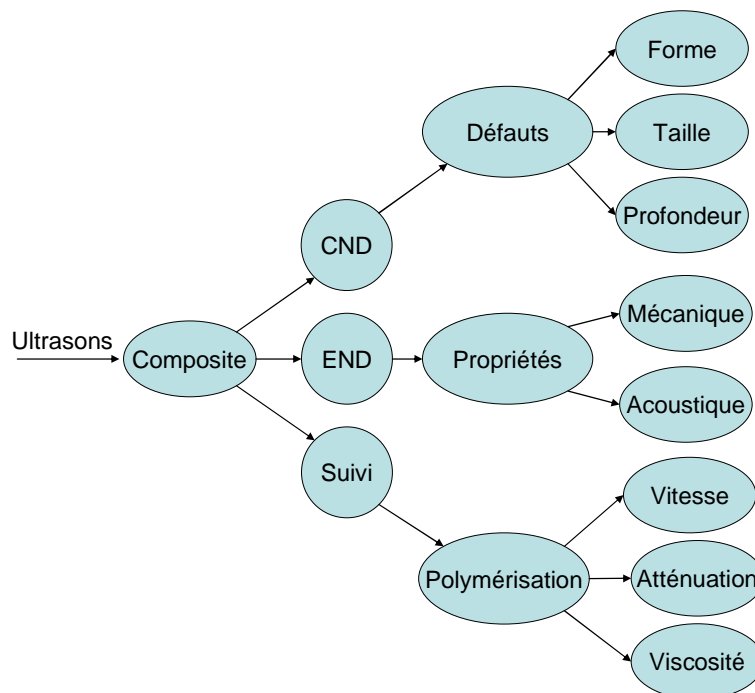 Forme
Défauts
Taille
Profondeur
CND
Mécanique
Ultrasons
Composite
END
Propriétés
Acoustique
Suivi
Vitesse
Polymérisation
Atténuation
Viscosité